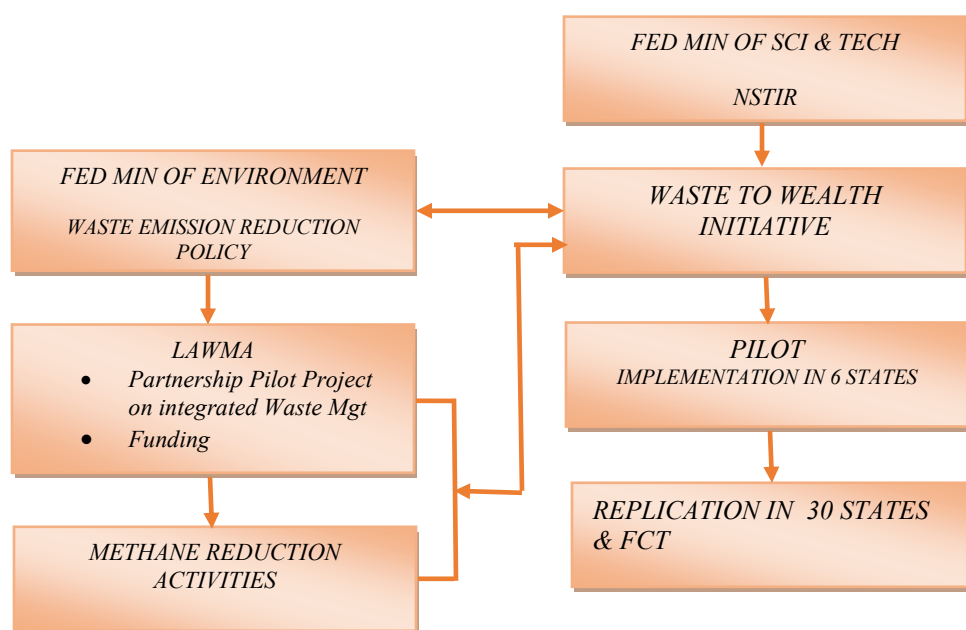 FED MIN OF SCI & TECH
NSTIR
FED MIN OF ENVIRONMENT
WASTE EMISSION REDUCTION
POLICY
WASTE TO WEALTH
INITIATIVE
LAWMA
• Partnership Pilot Project
on integrated Waste Mgt
• Funding
PILOT
IMPLEMENTATION IN 6 STATES
METHANE REDUCTION
ACTIVITIES
REPLICATION IN 30 STATES
& FCT